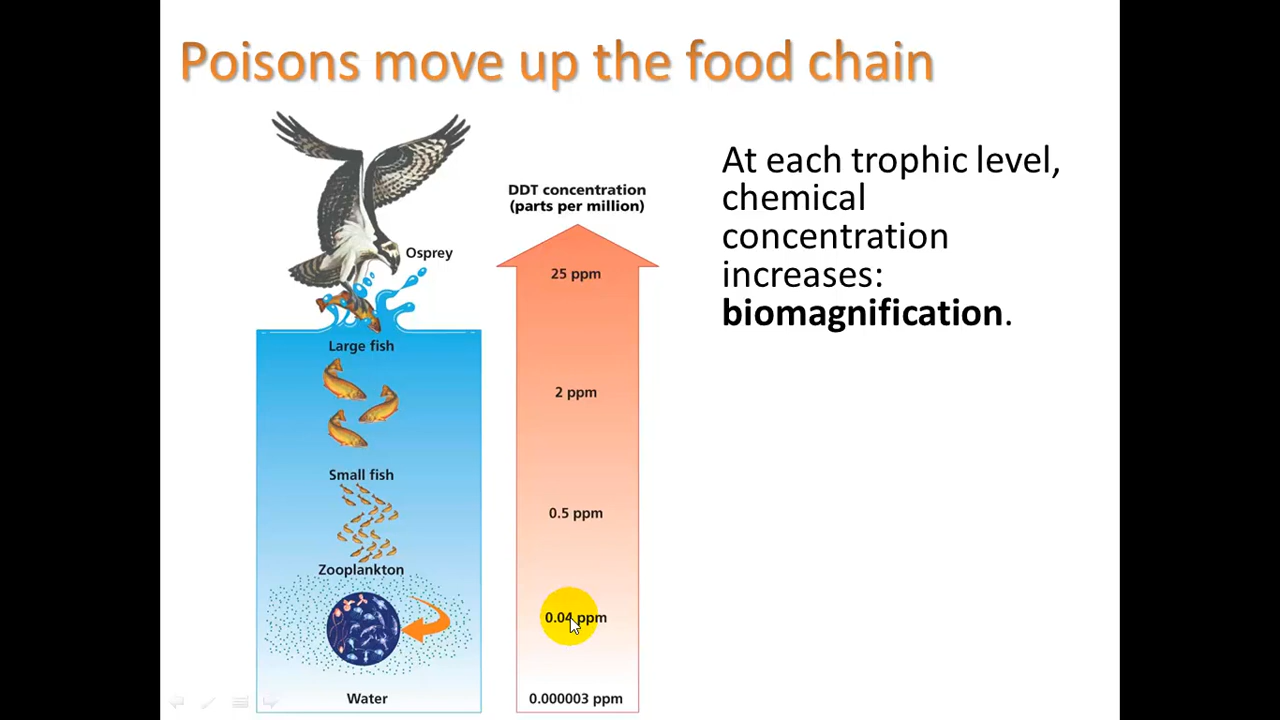 Poisons move up the food chain
At each trophic level,
chemical
concentration
increases:
biomagnification.
DDT concentration
(parts per million)
Osprey
25 ppm
Large fish
2 ppm
Small fish
0.5 ppm
Zooplankton
0.04 ppm
Water
0.000003 ppm